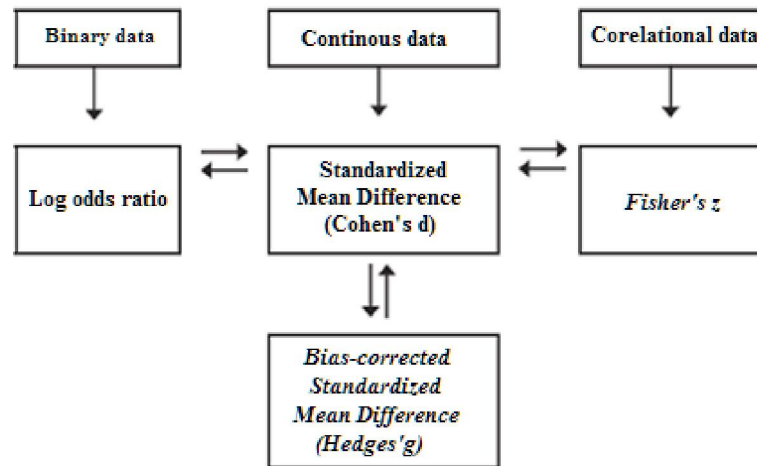 Binary data
Continous data
Corelational data
Log odds ratio
Standardized
Mean Difference
(Cohen's d)
Fisher's z
Bias-corrected
Standardized
Mean Difference
(Hedges'g)